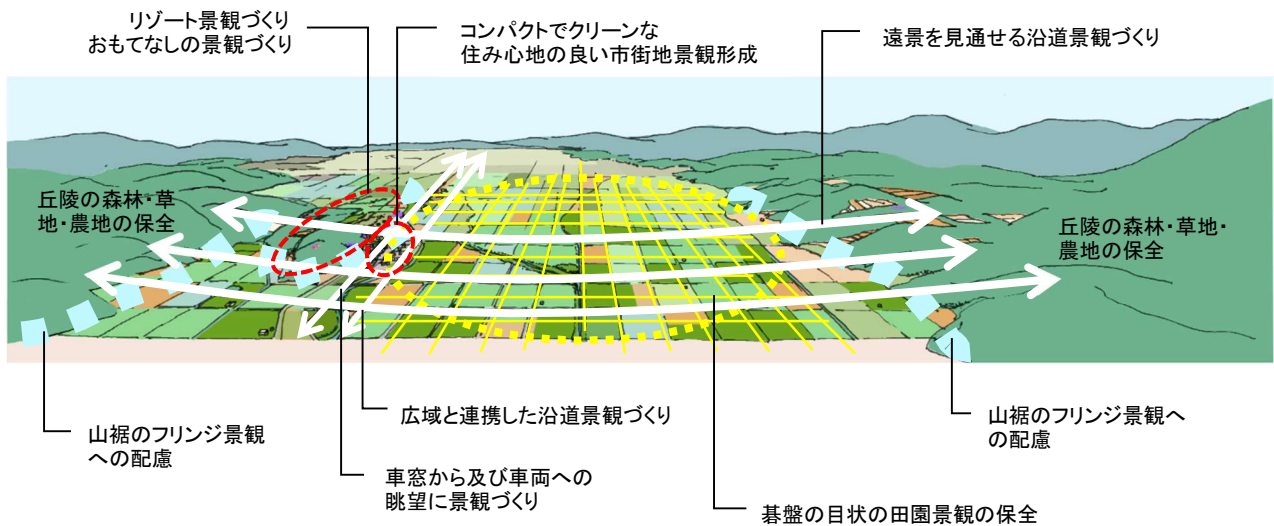 リゾート景観づくり
おもてなしの景観づくり
コンパクトでクリーンな
住み心地の良い市街地景観形成
遠景を見通せる沿道景観づくり
丘陵の森林・草
地・農地の保全
丘陵の森林・草地・
農地の保全
山裾のフリンジ景観
への配慮
広域と連携した沿道景観づくり
車窓から及び車両への
眺望に景観づくり
山裾のフリンジ景観へ
の配慮
碁盤の目状の田園景観の保全